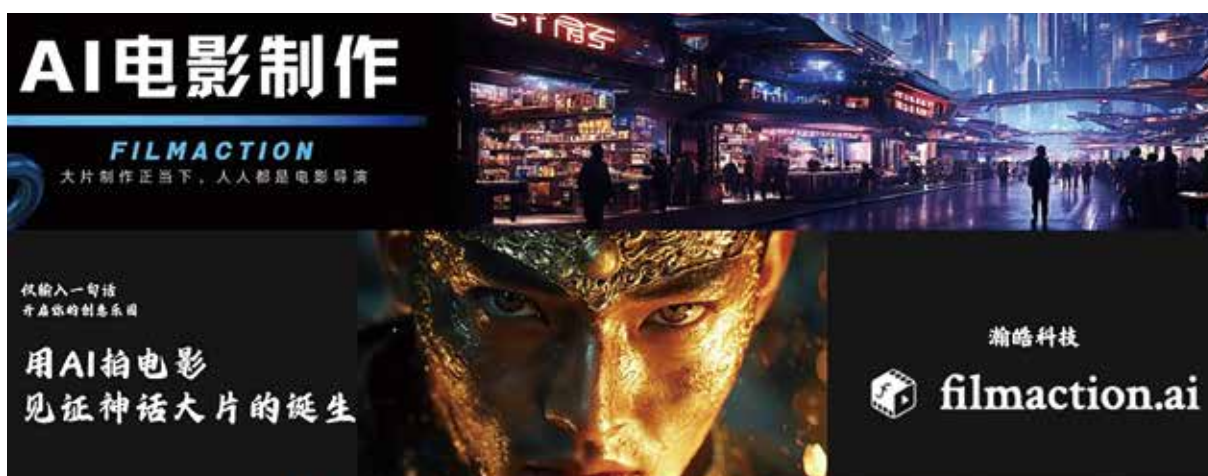 AI电影制作
FILMACTION
大片制作正当下，人人都是电影导演
仅输入一句话
开启你的创意乐园
用AI拍电影
见证神话大片的诞生
瀚皓科技
filmaction.ai